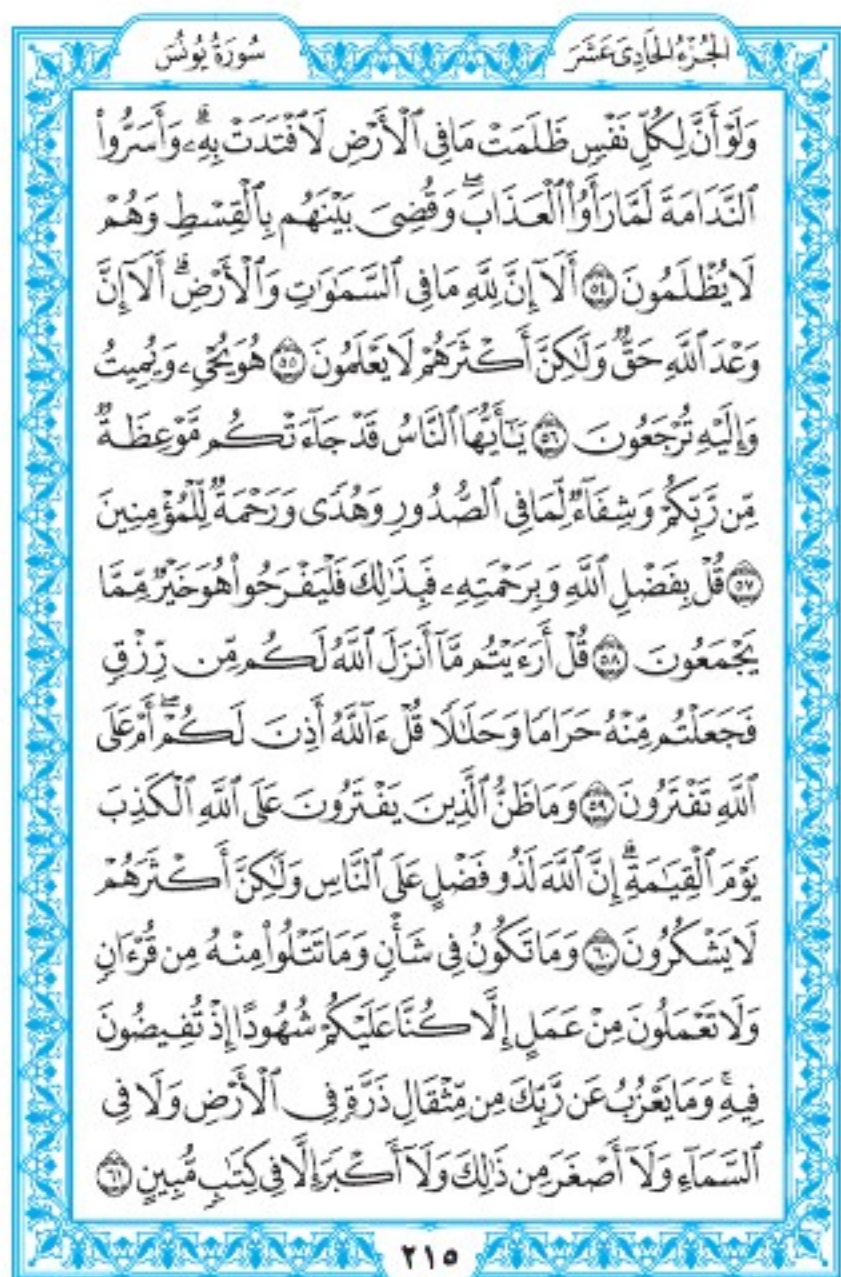 الجُزْءُ الحَادِي عَشَرَ
سُورَةُ يُونُسَ
وَلَوْ أَنَّ لِكُلِّ نَفْسٍ ظَلَمَتْ مَا فِي ٱلْأَرْضِ لَٱفْتَدَتْ بِهِۦۗ وَأَسَرُّواْ
ٱلنَّدَامَةَ لَمَّا رَأَوُاْ ٱلْعَذَابَۖ وَقُضِيَ بَيْنَهُم بِٱلْقِسْطِ وَهُمْ
لَا يُظْلَمُونَ ٥٤ أَلَآ إِنَّ لِلَّهِ مَا فِي ٱلسَّمَٰوَٰتِ وَٱلْأَرْضِۗ أَلَآ إِنَّ
وَعْدَ ٱللَّهِ حَقٌّ وَلَٰكِنَّ أَكْثَرَهُمْ لَا يَعْلَمُونَ ٥٥ هُوَ يُحْيِۦ وَيُمِيتُ
وَإِلَيْهِ تُرْجَعُونَ ٥٦ يَٰٓأَيُّهَا ٱلنَّاسُ قَدْ جَآءَتْكُم مَّوْعِظَةٌ
مِّن رَّبِّكُمْ وَشِفَآءٌ لِّمَا فِي ٱلصُّدُورِ وَهُدًى وَرَحْمَةٌ لِّلْمُؤْمِنِينَ
٥٧ قُلْ بِفَضْلِ ٱللَّهِ وَبِرَحْمَتِهِۦ فَبِذَٰلِكَ فَلْيَفْرَحُواْ هُوَ خَيْرٌ مِّمَّا
يَجْمَعُونَ ٥٨ قُلْ أَرَءَيْتُم مَّآ أَنزَلَ ٱللَّهُ لَكُم مِّن رِّزْقٍ
فَجَعَلْتُم مِّنْهُ حَرَامًا وَحَلَٰلًا قُلْ ءَآللَّهُ أَذِنَ لَكُمْۖ أَمْ عَلَى
ٱللَّهِ تَفْتَرُونَ ٥٩ وَمَا ظَنُّ ٱلَّذِينَ يَفْتَرُونَ عَلَى ٱللَّهِ ٱلْكَذِبَ
يَوْمَ ٱلْقِيَٰمَةِۗ إِنَّ ٱللَّهَ لَذُو فَضْلٍ عَلَى ٱلنَّاسِ وَلَٰكِنَّ أَكْثَرَهُمْ
لَا يَشْكُرُونَ ٦٠ وَمَا تَكُونُ فِي شَأْنٍ وَمَا تَتْلُواْ مِنْهُ مِن قُرْءَانٍ
وَلَا تَعْمَلُونَ مِنْ عَمَلٍ إِلَّا كُنَّا عَلَيْكُمْ شُهُودًا إِذْ تُفِيضُونَ
فِيهِۚ وَمَا يَعْزُبُ عَن رَّبِّكَ مِن مِّثْقَالِ ذَرَّةٍ فِي ٱلْأَرْضِ وَلَا فِي
ٱلسَّمَآءِ وَلَآ أَصْغَرَ مِن ذَٰلِكَ وَلَآ أَكْبَرَ إِلَّا فِي كِتَٰبٍ مُّبِينٍ ٦١
٢١٥